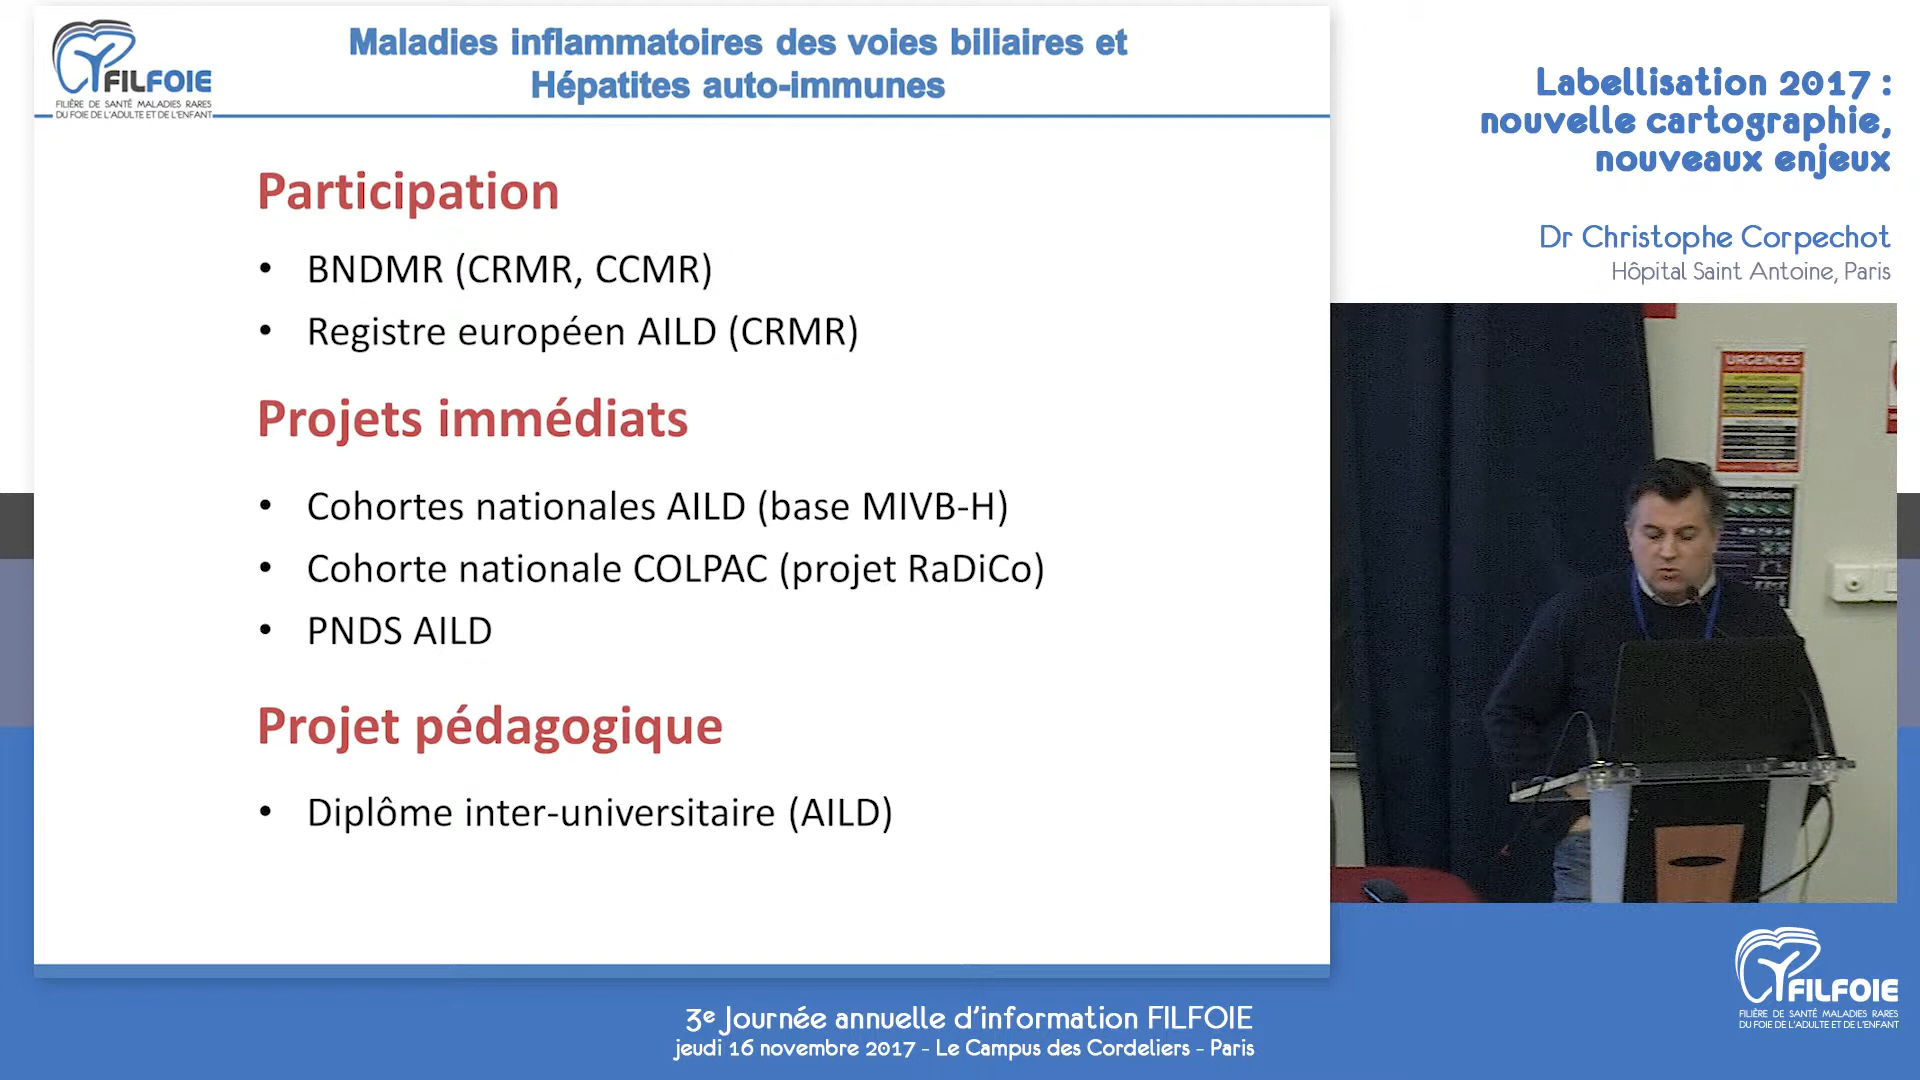 FILFOIE
FILIÈRE DE SANTÉ MALADIES RARES
DU FOIE DE L'ADULTE ET DE L'ENFANT
Maladies inflammatoires des voies biliaires et
Hépatites auto-immunes
Participation
• BNDMR (CRMR, CCMR)
• Registre européen AILD (CRMR)
Projets immédiats
• Cohortes nationales AILD (base MIVB-H)
• Cohorte nationale COLPAC (projet RaDiCo)
• PNDS AILD
Projet pédagogique
• Diplôme inter-universitaire (AILD)
Labellisation 2017 :
nouvelle cartographie,
nouveaux enjeux
Dr Christophe Corpechot
Hôpital Saint Antoine, Paris
URGENCES
évacuation
FILFOIE
FILIÈRE DE SANTÉ MALADIES RARES
DU FOIE DE L'ADULTE ET DE L'ENFANT
3e Journée annuelle d'information FILFOIE
jeudi 16 novembre 2017 - Le Campus des Cordeliers - Paris